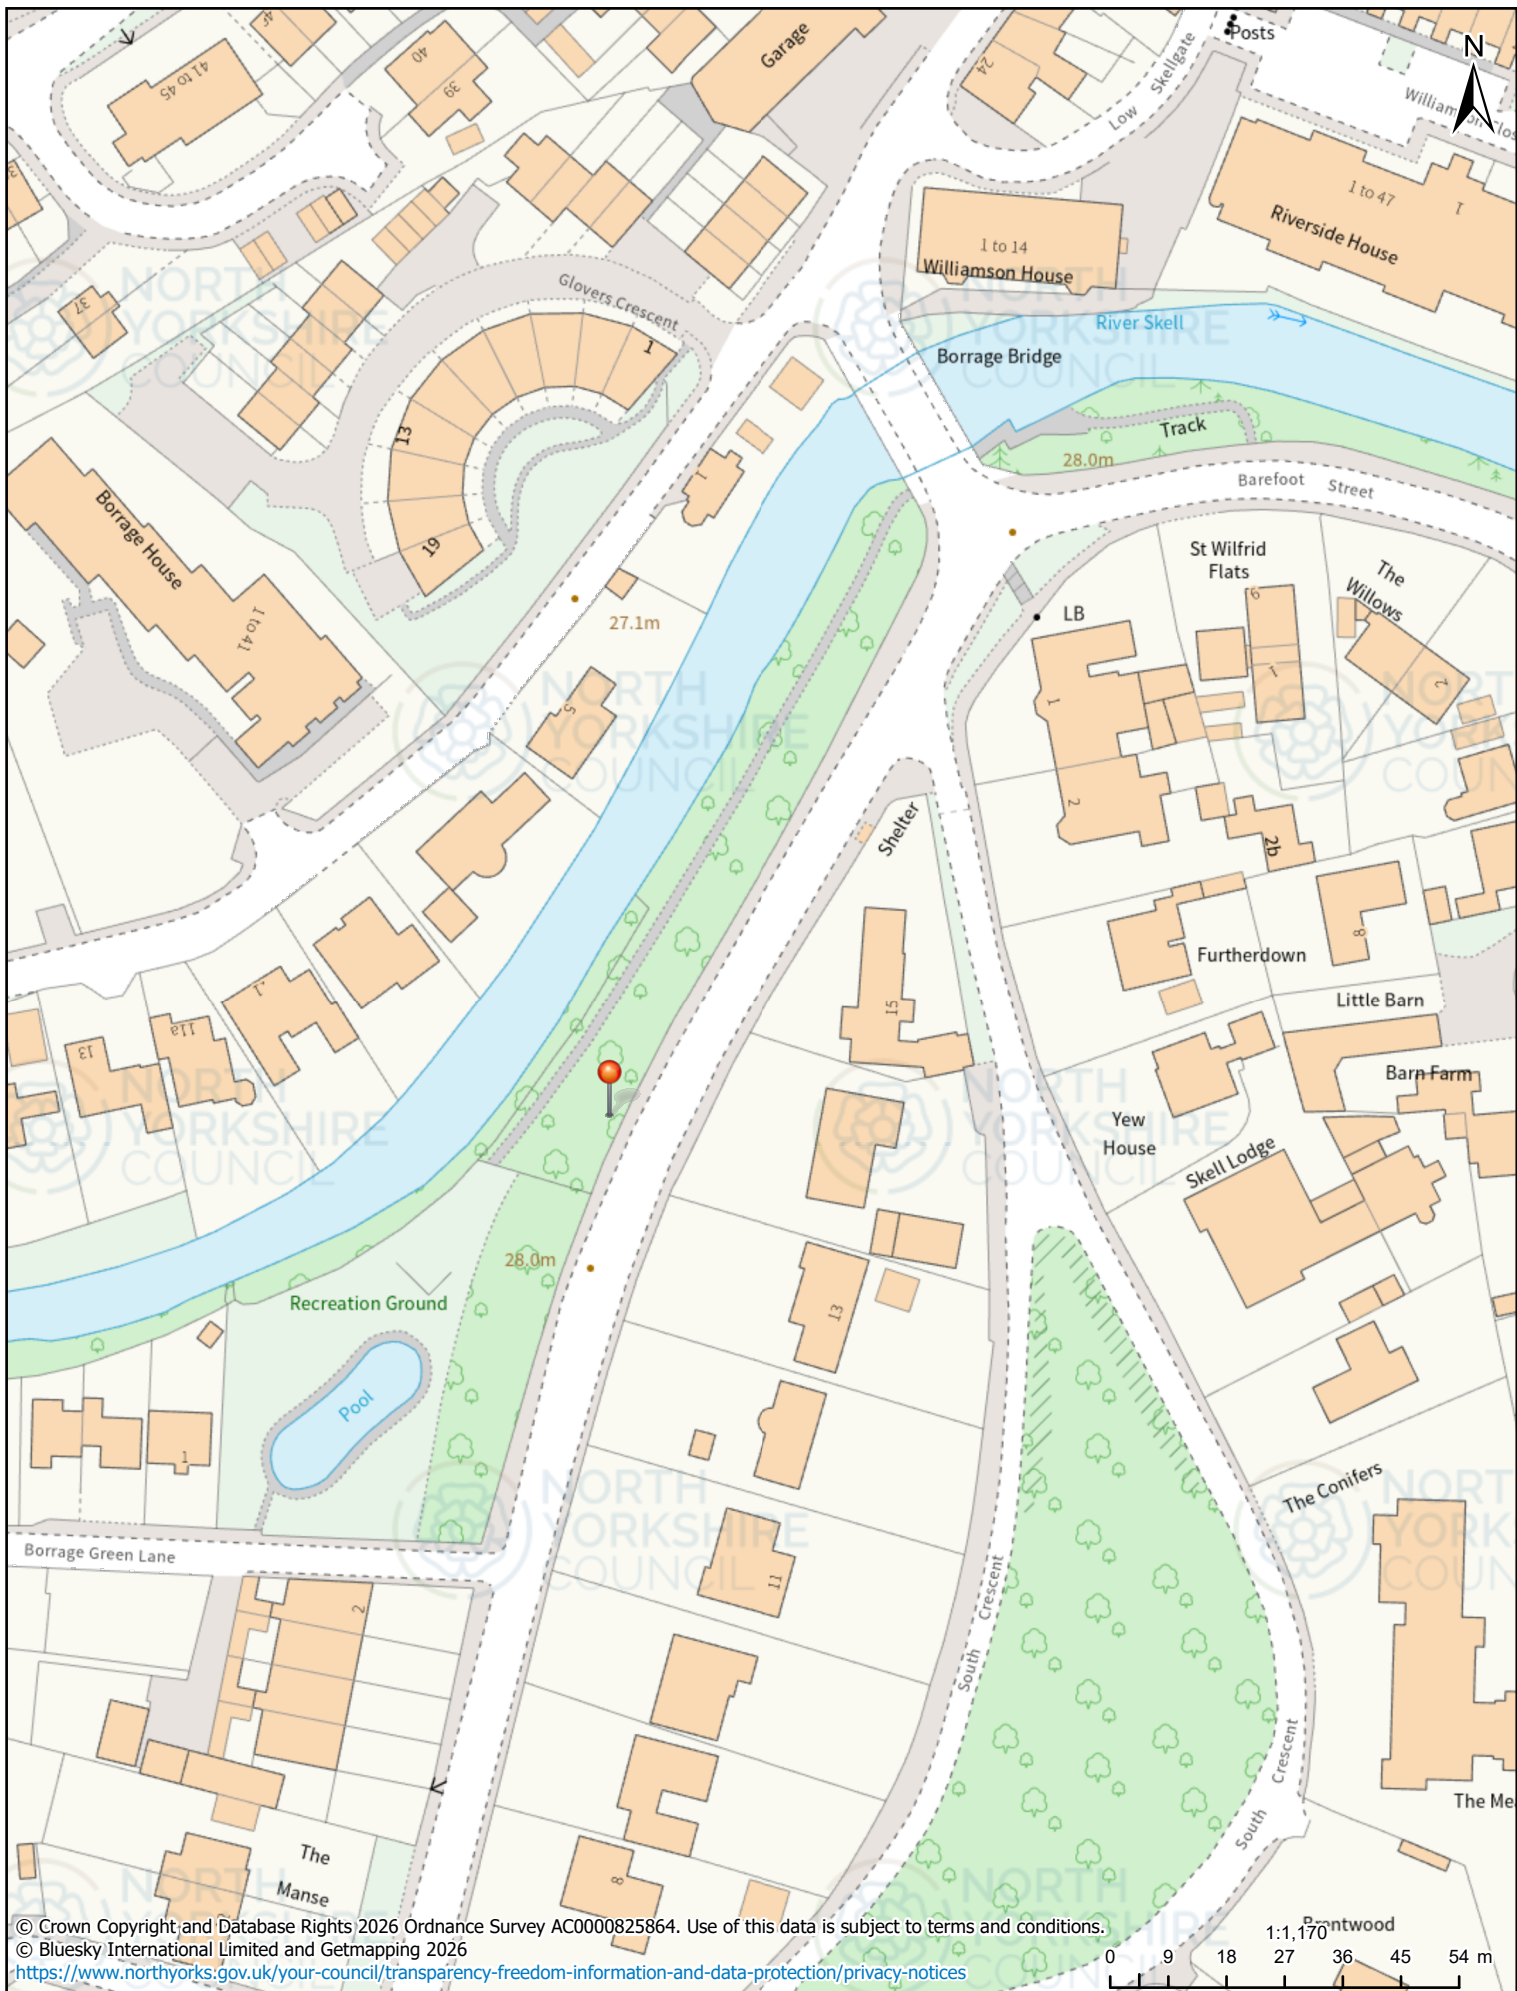 Garage
Posts
N
41 to 45
40
39
24
Low Skellgate
1 to 47
1
Riverside House
1 to 14
Williamson House
37
Glovers Crescent
1
River Skell
Borrage Bridge
Track
28.0m
Barefoot Street
13
19
1
Borrage House
1 to 41
27.1m
St Wilfrid
Flats
The
Willows
LB
6
1
2
1
5
2
2b
Shelter
8
Furtherdown
15
Little Barn
13
11a
Barn Farm
Yew
House
Skell Lodge
28.0m
Recreation Ground
13
Pool
1
The Conifers
Borrage Green Lane
11
2
South Crescent
South Crescent
The
Manse
8
Brentwood
NORTH
YORKSHIRE
COUNCIL
© Crown Copyright and Database Rights 2026 Ordnance Survey AC0000825864. Use of this data is subject to terms and conditions.
© Bluesky International Limited and Getmapping 2026
https://www.northyorks.gov.uk/your-council/transparency-freedom-information-and-data-protection/privacy-notices
1:1,170
0 9 18 27 36 45 54 m